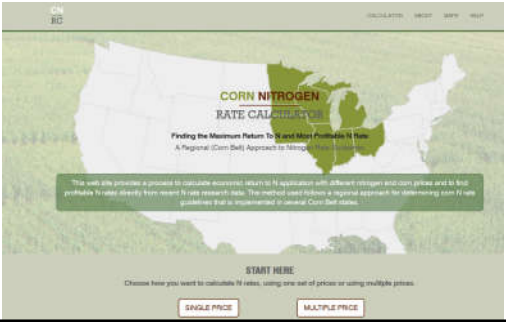 CN
RC
CALCULATOR ABOUT MAPS HELP
CORN NITROGEN
RATE CALCULATOR
Finding the Maximum Return To N and Most Profitable N Rate
A Regional (Corn Belt) Approach to Nitrogen Rate Guidelines
This web site provides a process to calculate economic return to N application with different nitrogen and corn prices and to find
profitable N rates directly from recent N rate research data. The method used follows a regional approach for determining corn N rate
guidelines that is implemented in several Corn Belt states.
START HERE
Choose how you want to calculate N rates, using one set of prices or using multiple prices.
SINGLE PRICE MULTIPLE PRICE